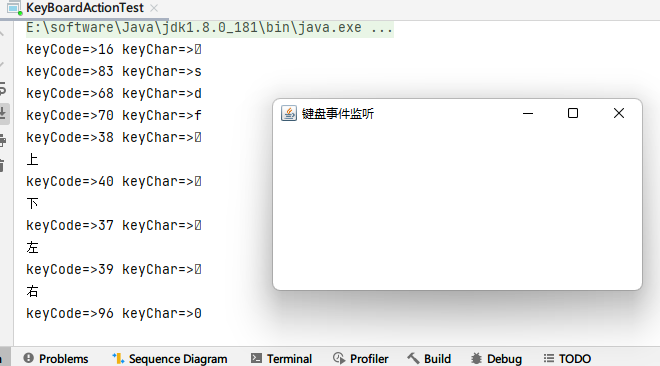 KeyBoardActionTest
E:\software\Java\jdk1.8.0_181\bin\java.exe ...
keyCode=>16 keyChar=>
keyCode=>83 keyChar=>s
keyCode=>68 keyChar=>d
keyCode=>70 keyChar=>f
keyCode=>38 keyChar=>
上
keyCode=>40 keyChar=>
下
keyCode=>37 keyChar=>
左
keyCode=>39 keyChar=>
右
keyCode=>96 keyChar=>0
键盘事件监听
Problems Sequence Diagram Terminal Profiler Build Debug TODO